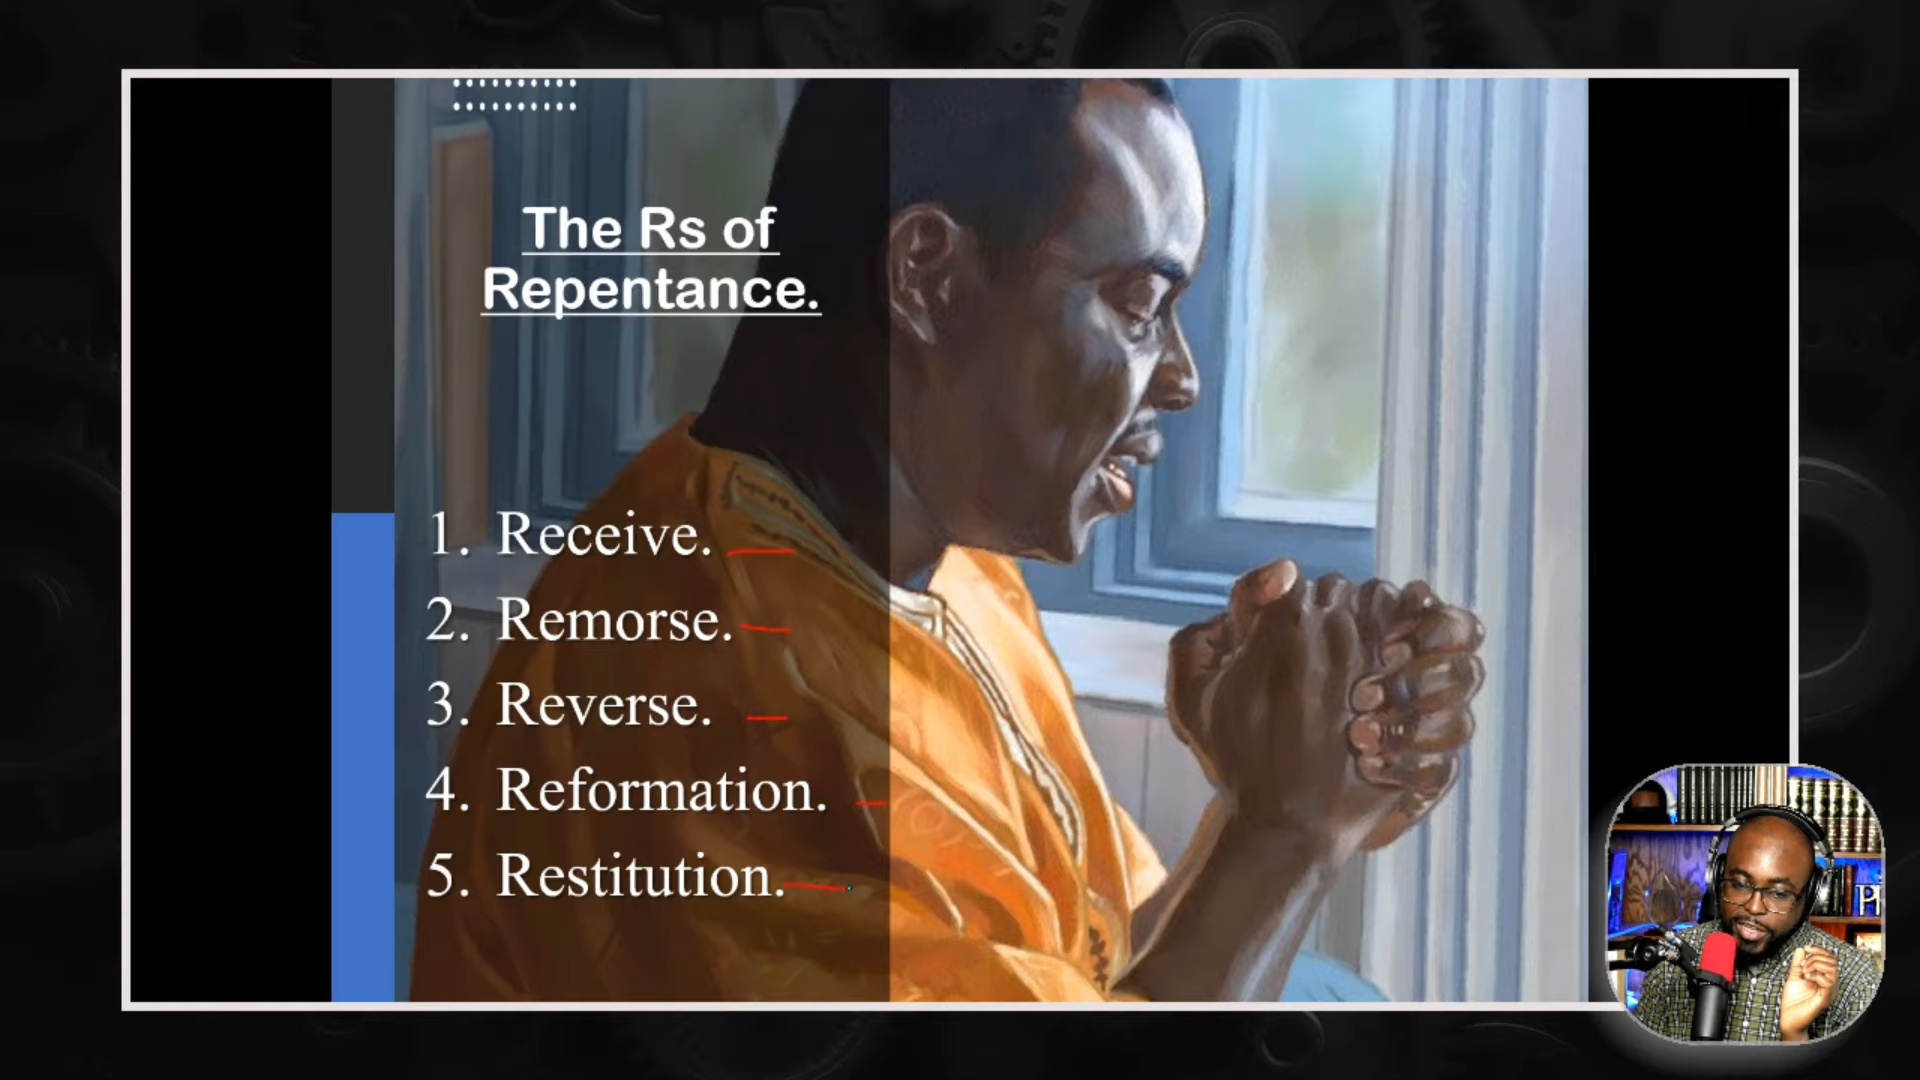 The Rs of
Repentance.
1. Receive.
2. Remorse.
3. Reverse.
4. Reformation.
5. Restitution.